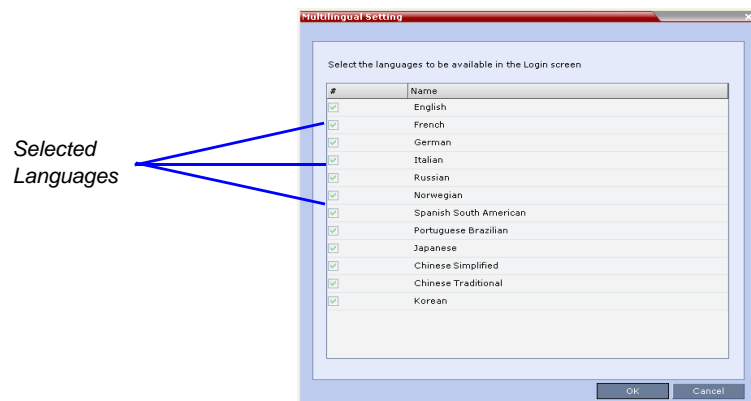 Multilingual Setting
Select the languages to be available in the Login screen
# Name
English
French
German
Italian
Russian
Norwegian
Spanish South American
Portuguese Brazilian
Japanese
Chinese Simplified
Chinese Traditional
Korean
OK Cancel
Selected
Languages